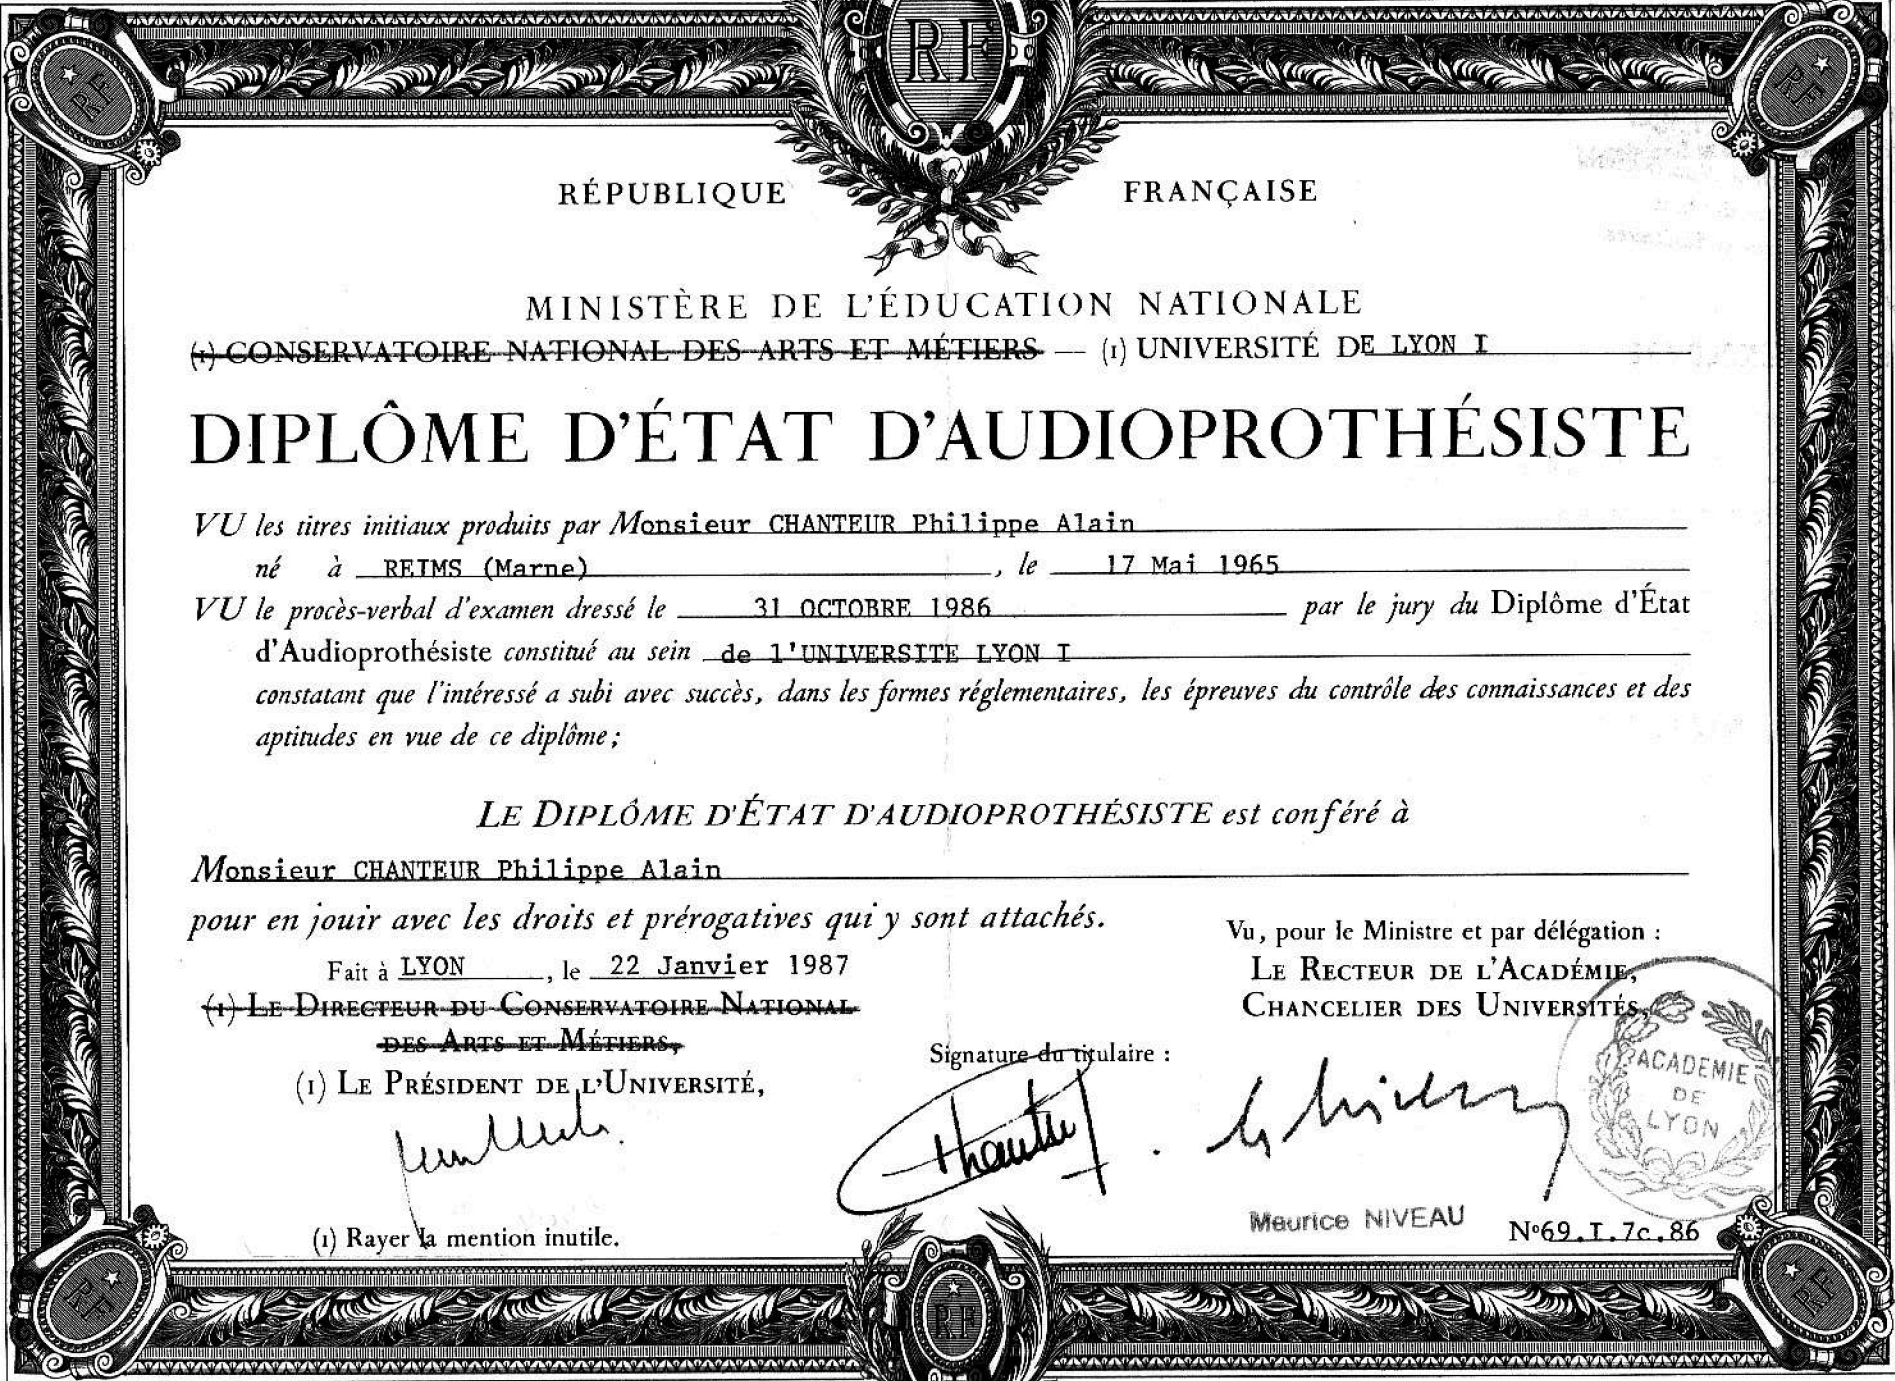 RF
RF
RF
RÉPUBLIQUE FRANÇAISE
MINISTÈRE DE L'ÉDUCATION NATIONALE
(1) CONSERVATOIRE NATIONAL DES ARTS ET MÉTIERS — (1) UNIVERSITÉ DE LYON I
DIPLÔME D'ÉTAT D'AUDIOPROTHÉSISTE
VU les titres initiaux produits par Monsieur CHANTEUR Philippe Alain
né à REIMS (Marne), le 17 Mai 1965
VU le procès-verbal d'examen dressé le 31 OCTOBRE 1986 par le jury du Diplôme d'État
d'Audioprothésiste constitué au sein de l'UNIVERSITE LYON I
constatant que l'intéressé a subi avec succès, dans les formes réglementaires, les épreuves du contrôle des connaissances et des
aptitudes en vue de ce diplôme;
LE DIPLÔME D'ÉTAT D'AUDIOPROTHÉSISTE est conféré à
Monsieur CHANTEUR Philippe Alain
pour en jouir avec les droits et prérogatives qui y sont attachés.
Fait à LYON, le 22 Janvier 1987
(1) LE DIRECTEUR DU CONSERVATOIRE NATIONAL
DES ARTS ET MÉTIERS,
(1) LE PRÉSIDENT DE L'UNIVERSITÉ,
Signature du titulaire :
Vu, pour le Ministre et par délégation :
LE RECTEUR DE L'ACADÉMIE,
CHANCELIER DES UNIVERSITÉS,
ACADEMIE
DE
LYON
Maurice NIVEAU
N°69.I.7c.86
(1) Rayer la mention inutile.
RF
RF
RF